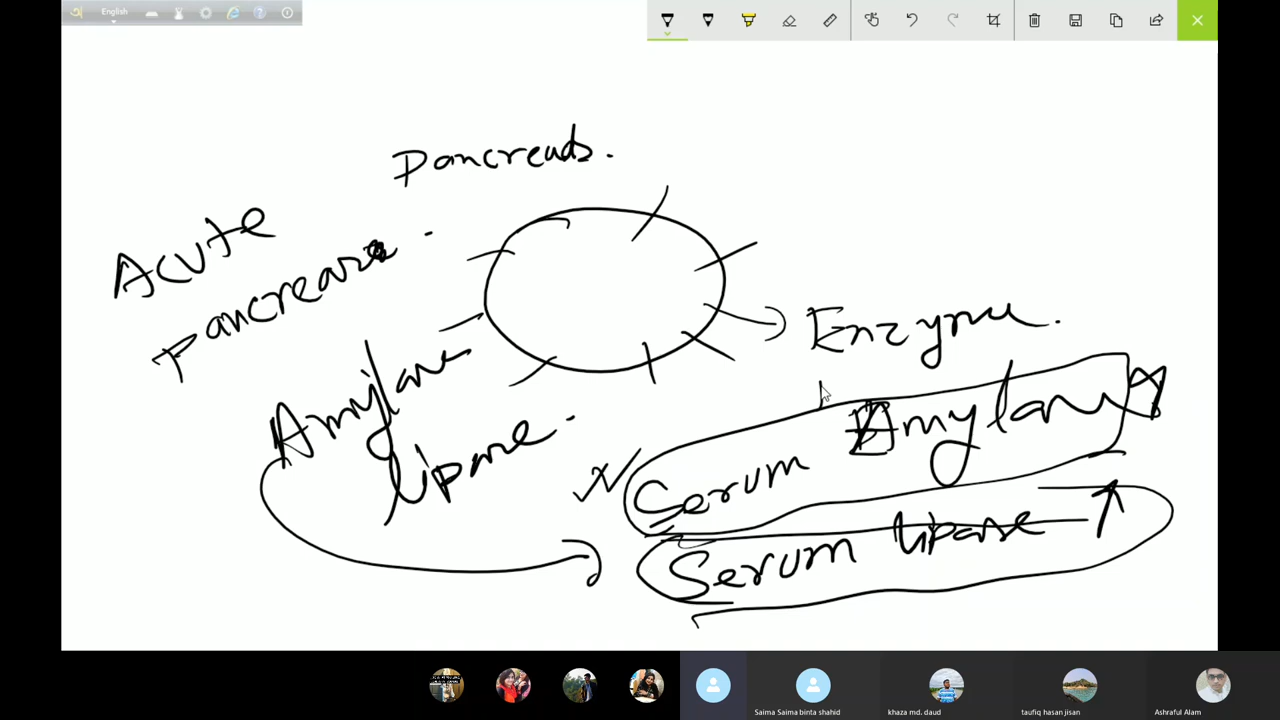 English
Pancreads.
Acute
pancreas
Enzyme.
Amylase
lipase.
Serum Amylase ↑
Serum lipase ↑
Saima Saima binta shahid
khaza md. daud
taufiq hasan jisan
Ashraful Alam